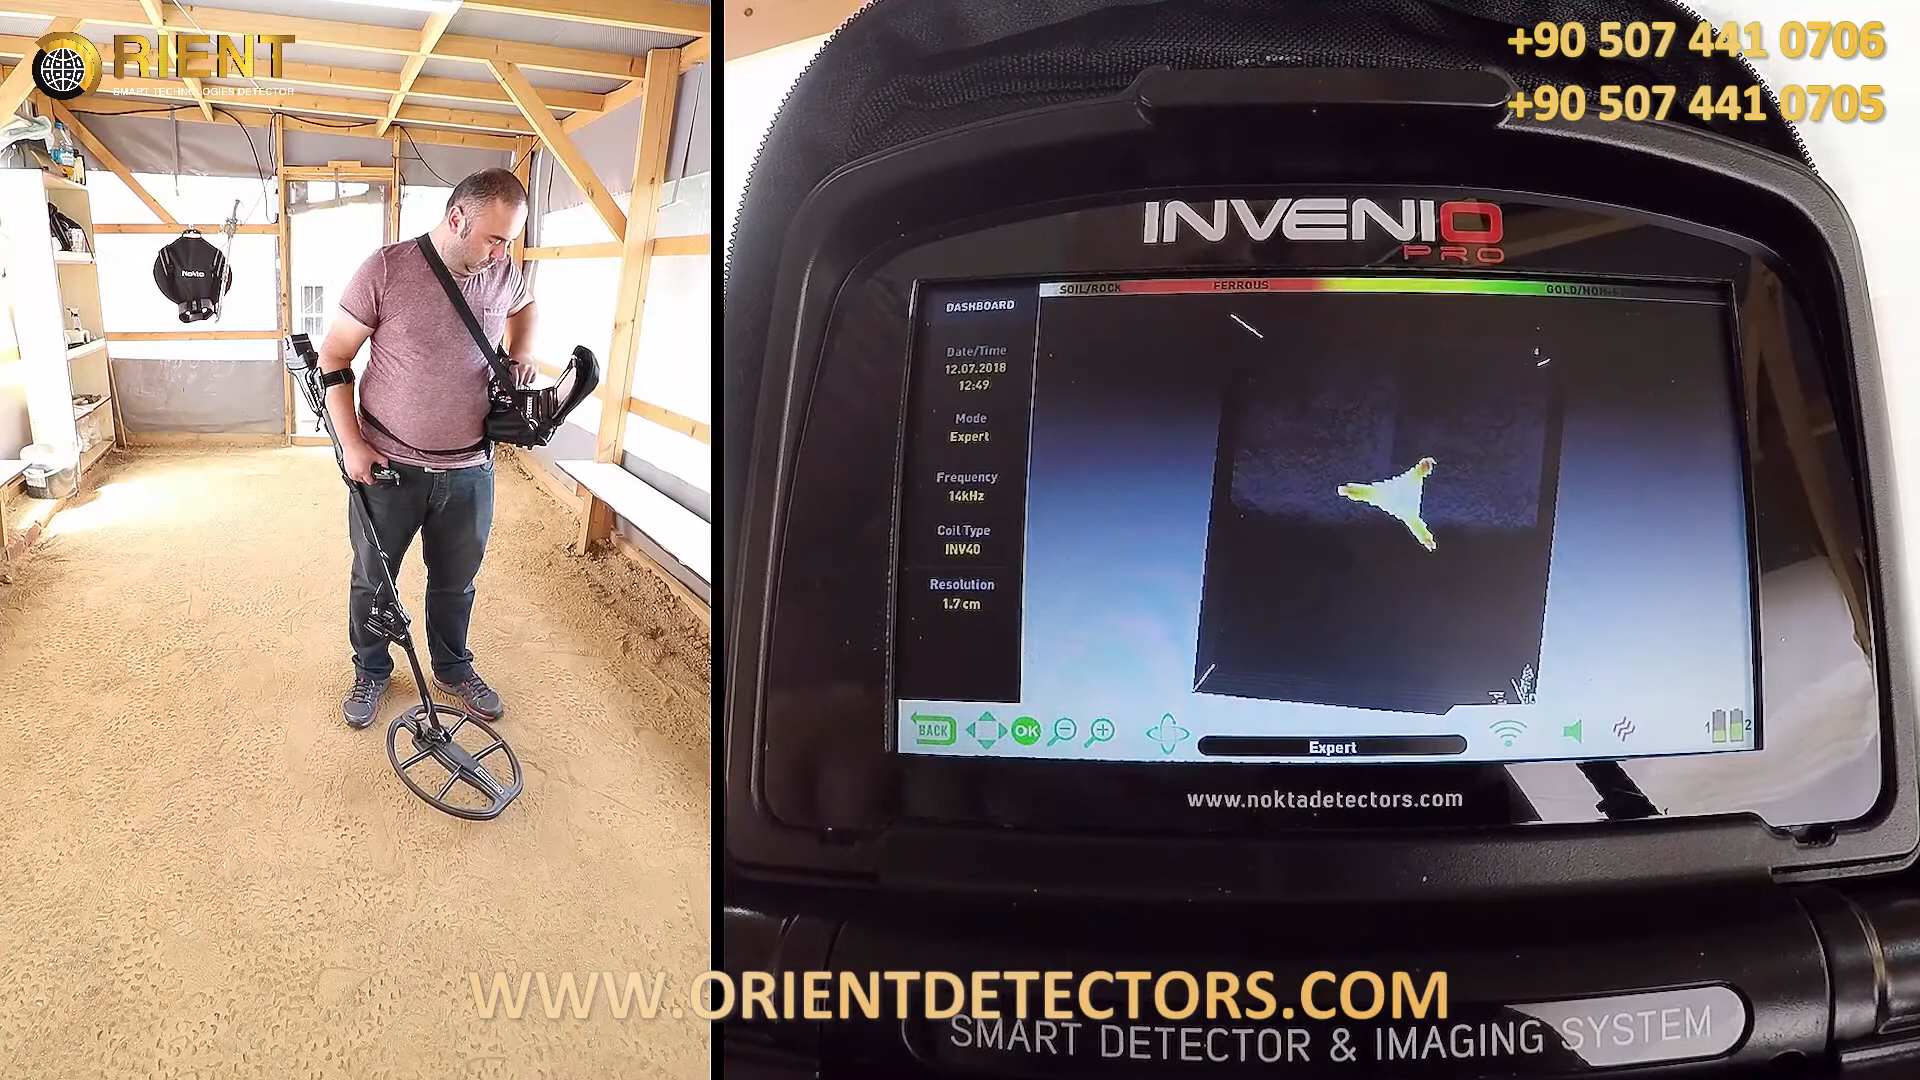 ORIENT
SMART TECHNOLOGIES DETECTOR
+90 507 441 0706
+90 507 441 0705
INVENIO
PRO
SOIL/ROCK
FERROUS
DASHBOARD
Date/Time
12.07.2018
12:49
Mode
Expert
Frequency
14kHz
Coil Type
INV40
Resolution
1.7 cm
BACK
OK
Expert
1
2
www.noktadetectors.com
WWW.ORIENTDETECTORS.COM
SMART DETECTOR & IMAGING SYSTEM